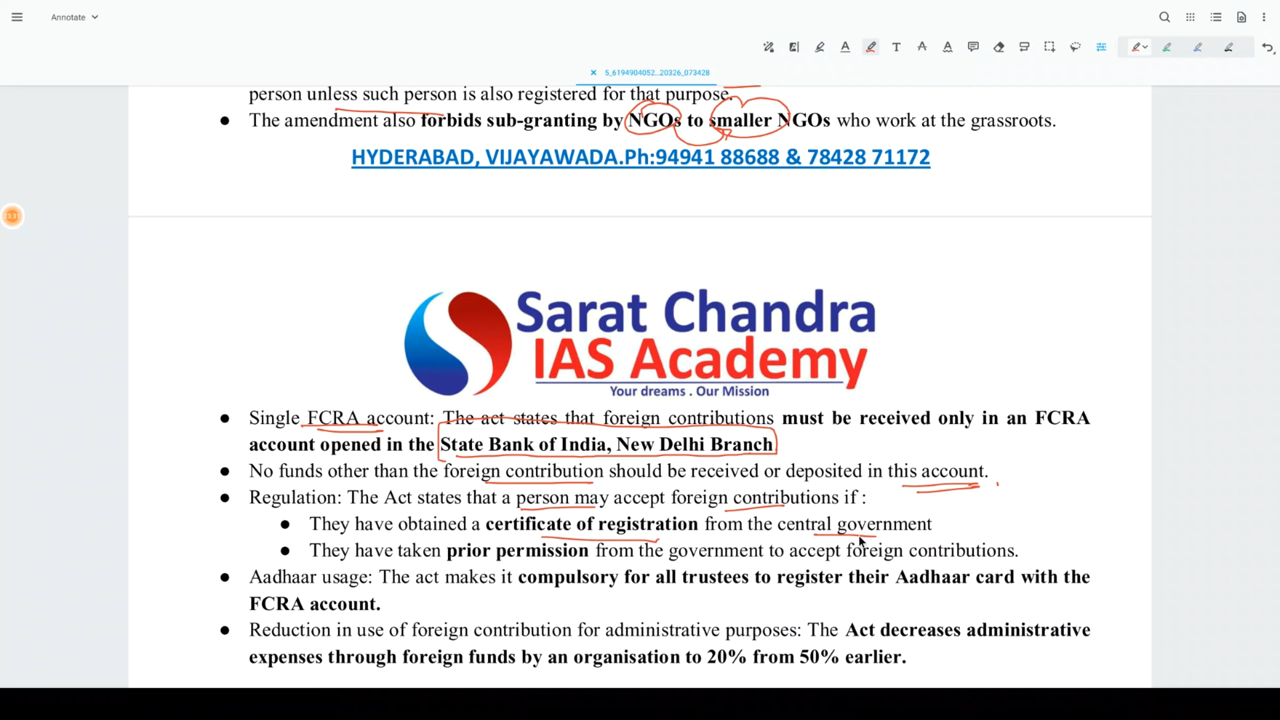 Annotate
5_6194904052...20326_073428
person unless such person is also registered for that purpose.
● The amendment also forbids sub-granting by NGOs to smaller NGOs who work at the grassroots.
HYDERABAD, VIJAYAWADA.Ph:94941 88688 & 78428 71172
Sarat Chandra
IAS Academy
Your dreams . Our Mission
● Single FCRA account: The act states that foreign contributions must be received only in an FCRA
account opened in the State Bank of India, New Delhi Branch
● No funds other than the foreign contribution should be received or deposited in this account.
● Regulation: The Act states that a person may accept foreign contributions if :
● They have obtained a certificate of registration from the central government
● They have taken prior permission from the government to accept foreign contributions.
● Aadhaar usage: The act makes it compulsory for all trustees to register their Aadhaar card with the
FCRA account.
● Reduction in use of foreign contribution for administrative purposes: The Act decreases administrative
expenses through foreign funds by an organisation to 20% from 50% earlier.